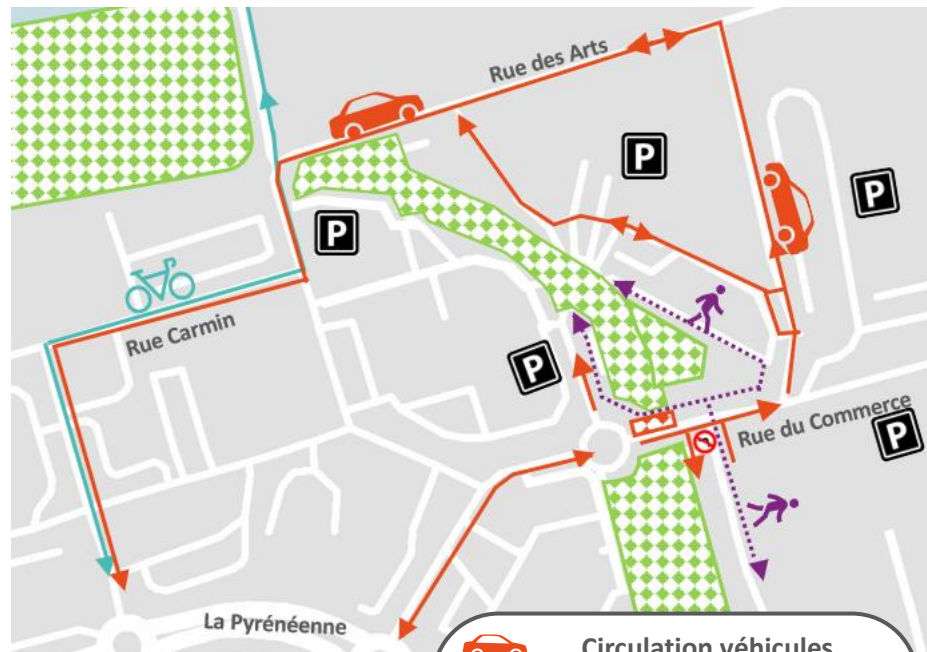 Rue des Arts
P
P
P
Rue Carmin
P
Rue du Commerce
P
La Pyrénéenne
Circulation véhicules